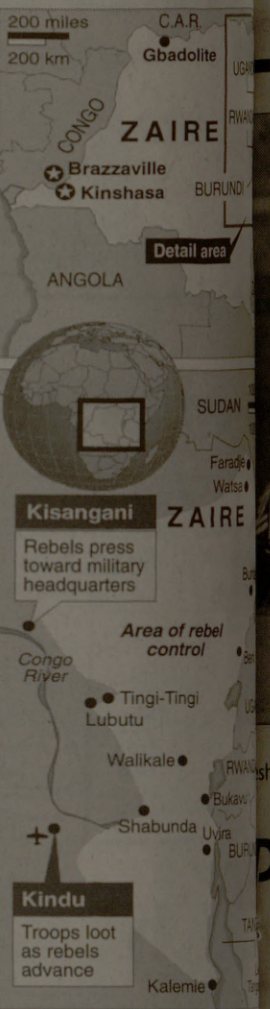 200 miles
200 km
C.A.R.
Gbadolite
CONGO
ZAIRE
Brazzaville
Kinshasa
BURUNDI
Detail area
ANGOLA
SUDAN
Faradje
Watsa
Kisangani
ZAIRE
Rebels press
toward military
headquarters
Area of rebel
control
Congo
River
Tingi-Tingi
Lubutu
Walikale
Bukavu
Shabunda
Uvira
Kindu
Troops loot
as rebels
advance
Kalemie